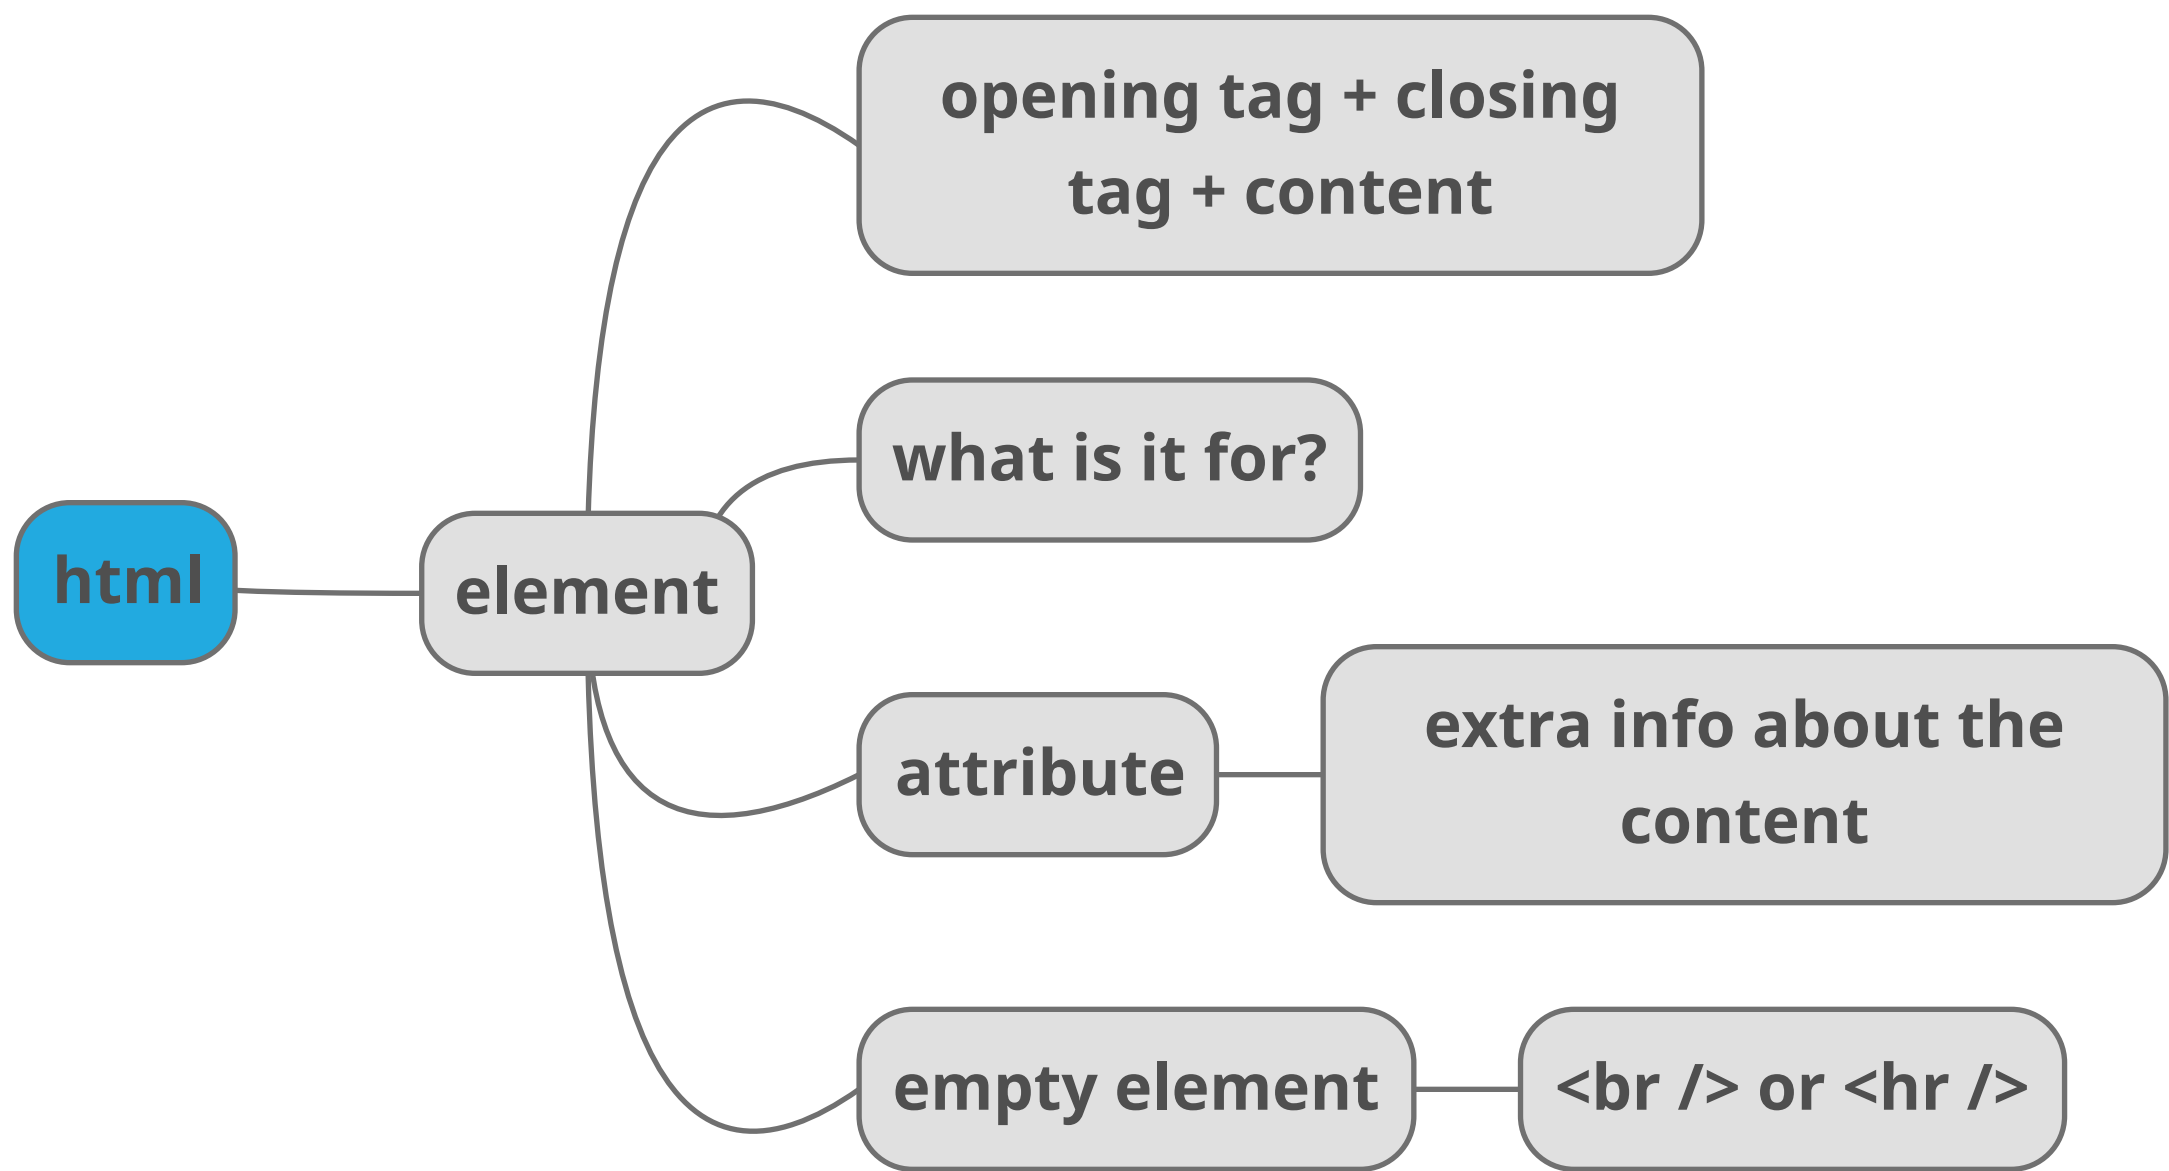 html
element
opening tag + closing
tag + content
what is it for?
attribute
extra info about the
content
empty element
<br /> or <hr />